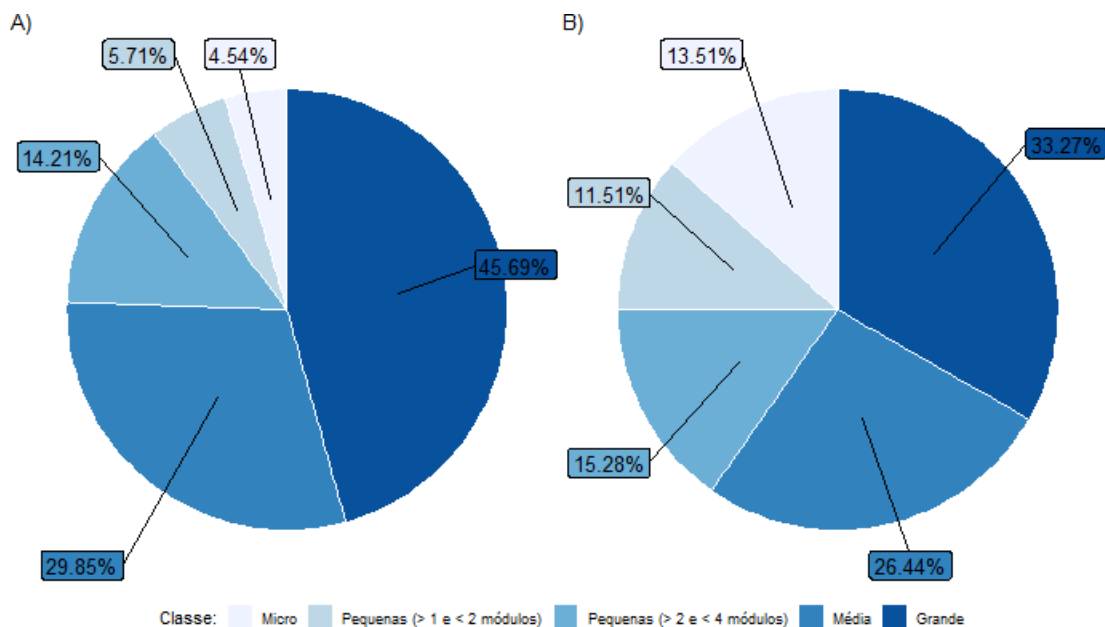 A) B)
5.71% 4.54% 13.51%
14.21% 33.27%
11.51%
45.69%
15.28%
29.85% 26.44%
Classe: Micro Pequenas (> 1 e < 2 módulos) Pequenas (> 2 e < 4 módulos) Média Grande